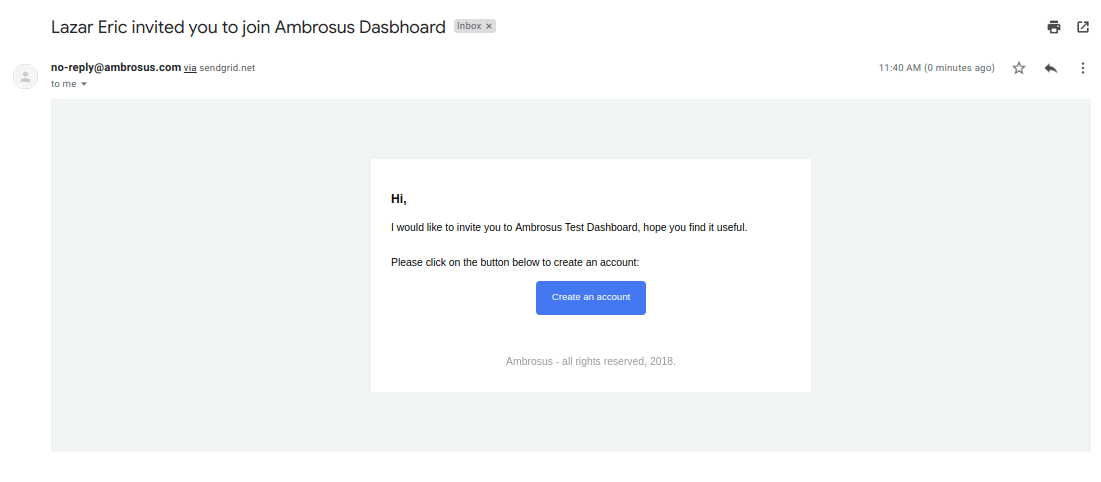 Lazar Eric invited you to join Ambrosus Dasbhoard Inbox ×
no-reply@ambrosus.com via sendgrid.net 11:40 AM (0 minutes ago)
to me
Hi,
I would like to invite you to Ambrosus Test Dashboard, hope you find it useful.
Please click on the button below to create an account:
Create an account
Ambrosus - all rights reserved, 2018.